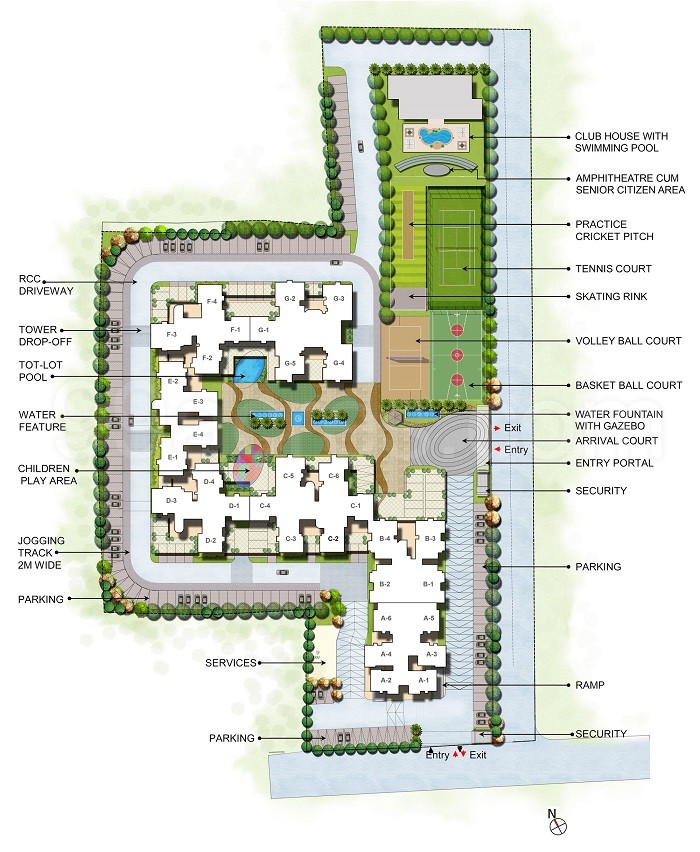 CLUB HOUSE WITH
SWIMMING POOL
AMPHITHEATRE CUM
SENIOR CITIZEN AREA
PRACTICE
CRICKET PITCH
TENNIS COURT
SKATING RINK
VOLLEY BALL COURT
BASKET BALL COURT
WATER FOUNTAIN
WITH GAZEBO
ARRIVAL COURT
ENTRY PORTAL
SECURITY
PARKING
RAMP
SECURITY
Exit
Entry
RCC
DRIVEWAY
TOWER
DROP-OFF
TOT-LOT
POOL
WATER
FEATURE
CHILDREN
PLAY AREA
JOGGING
TRACK
2M WIDE
PARKING
SERVICES
PARKING
F-4
G-2
G-3
F-3
F-1
G-1
F-2
G-5
G-4
E-2
E-3
E-4
E-1
D-4
C-5
C-6
D-3
D-1
C-4
C-1
D-2
C-3
C-2
B-4
B-3
B-2
B-1
A-6
A-5
A-4
A-3
A-2
A-1
Entry
Exit
N